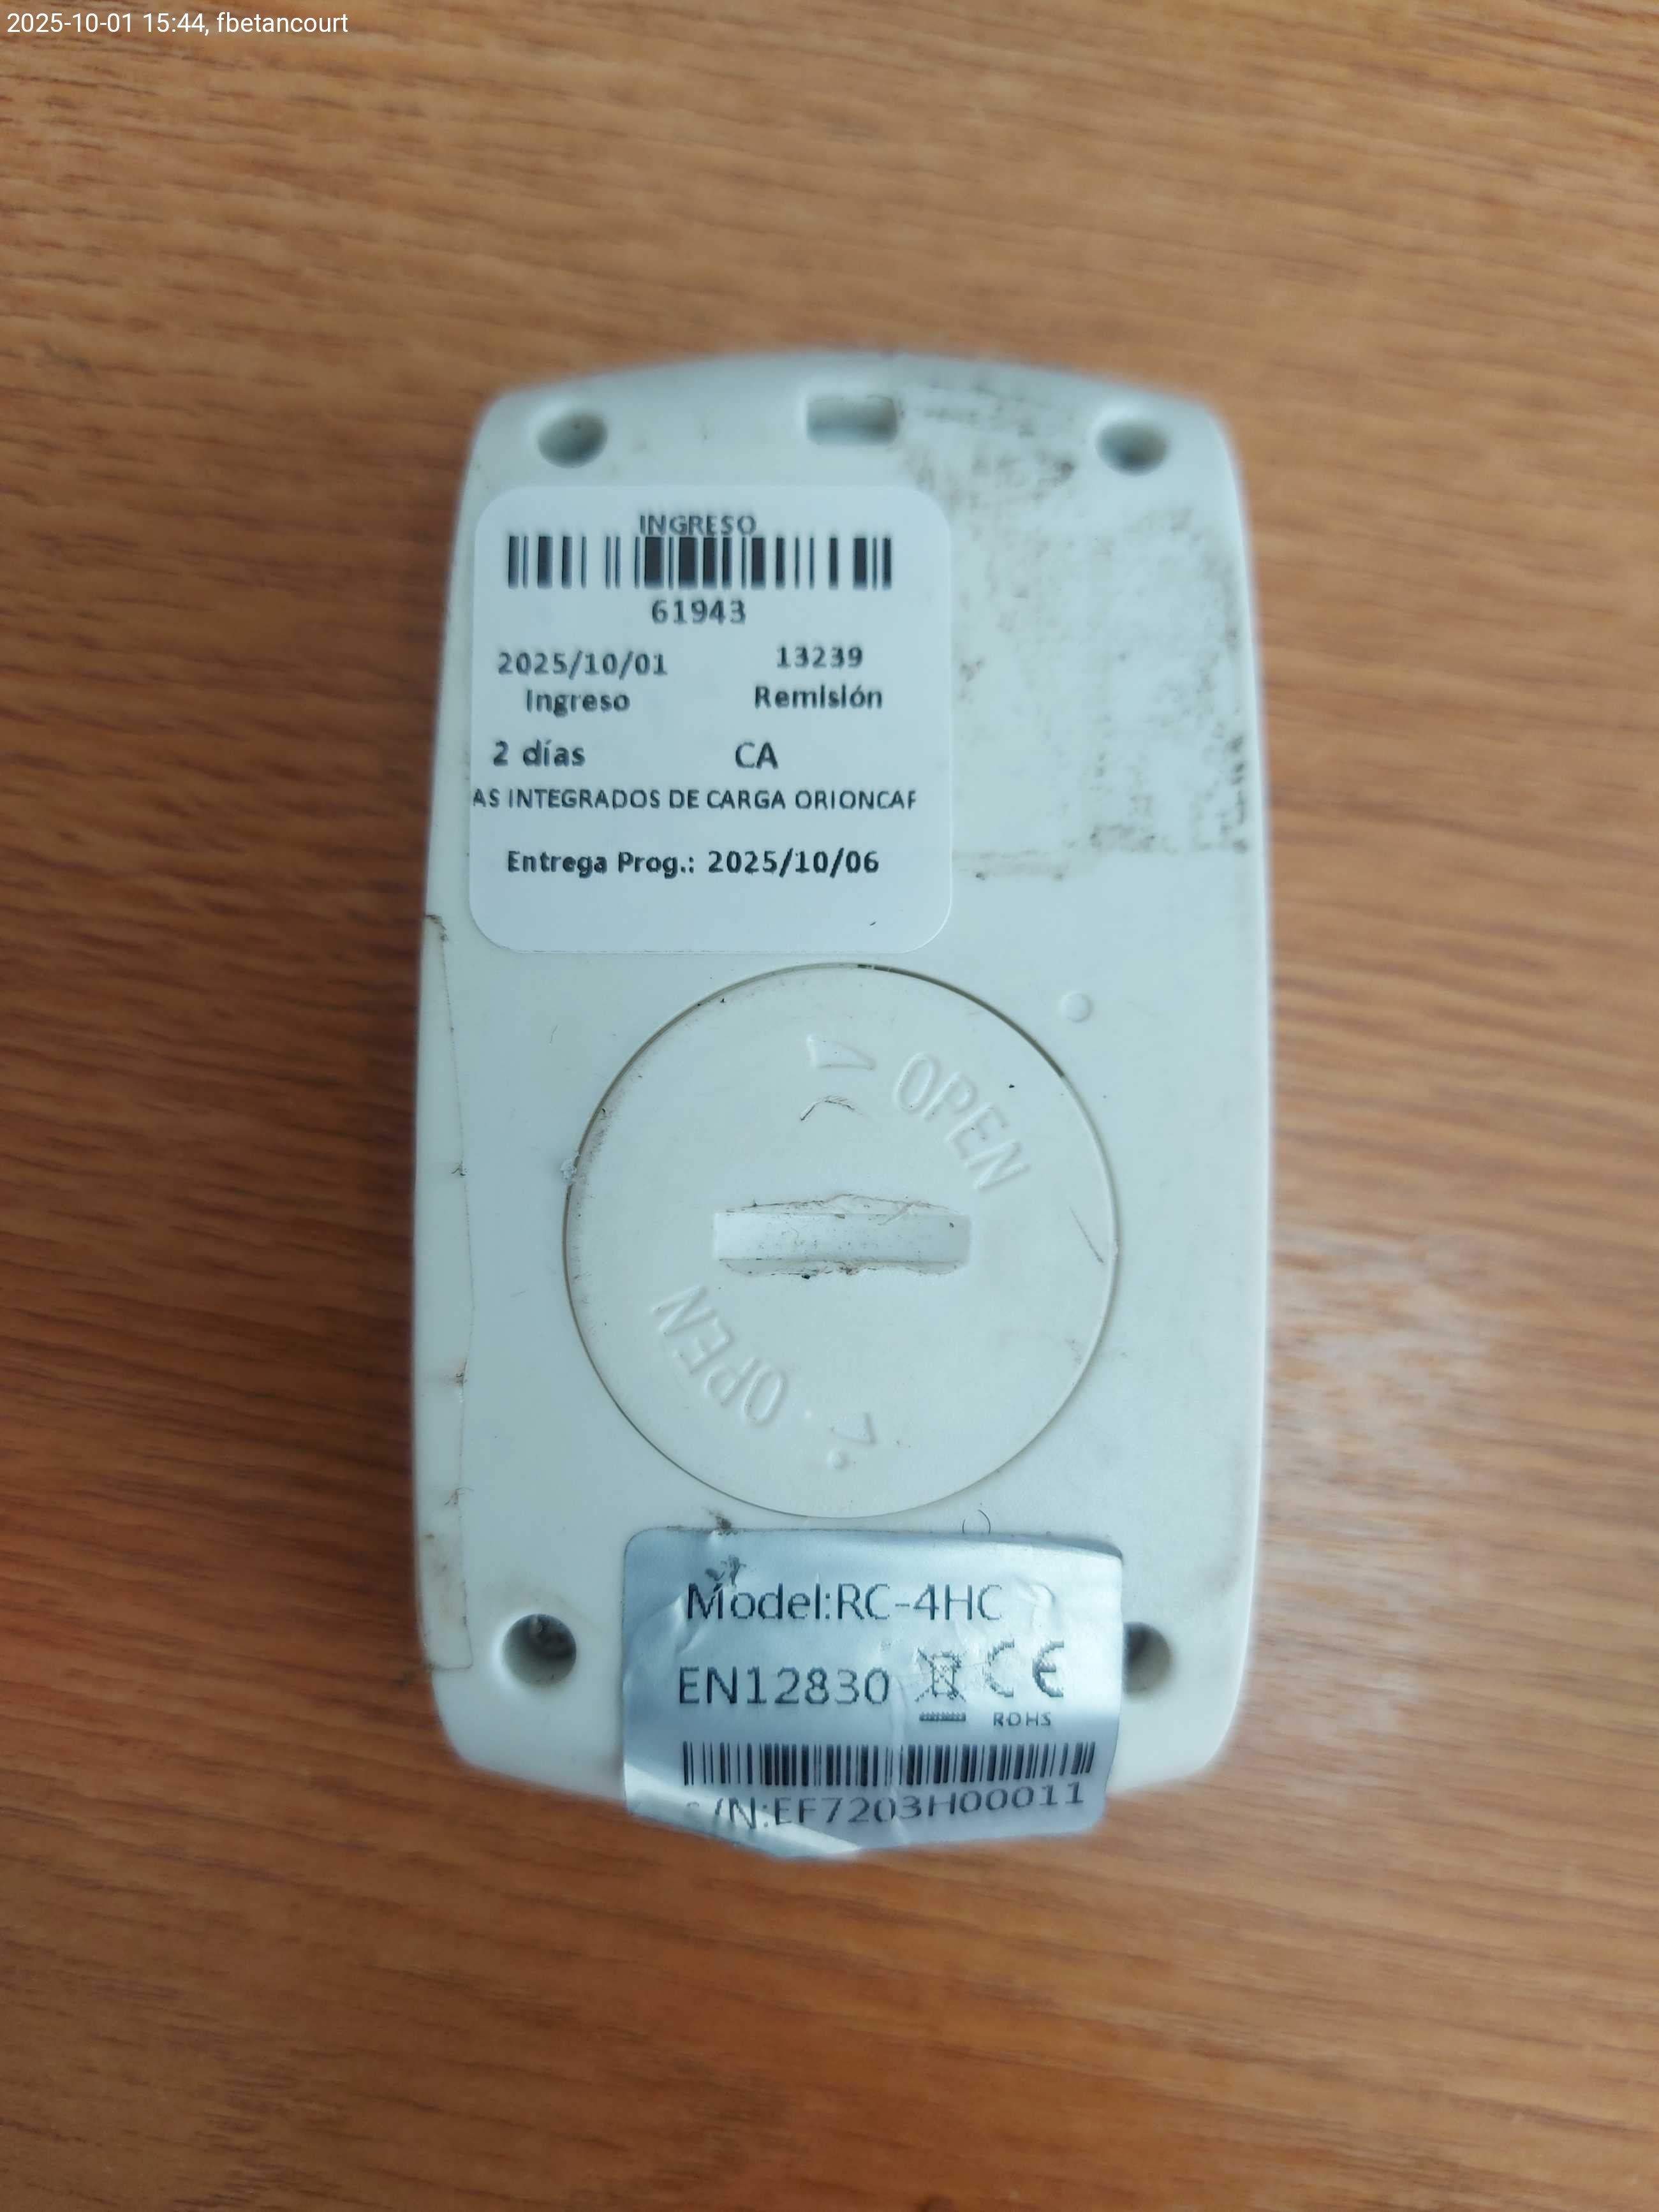 2025-10-01 15:44, fbetancourt
INGRESO
61943
2025/10/01 13239
Ingreso Remisión
2 días CA
AS INTEGRADOS DE CARGA ORIONCAF
Entrega Prog.: 2025/10/06
OPEN
OPEN
Model:RC-4HC
EN12830 CE
ROHS
S/N:EF7203H00011